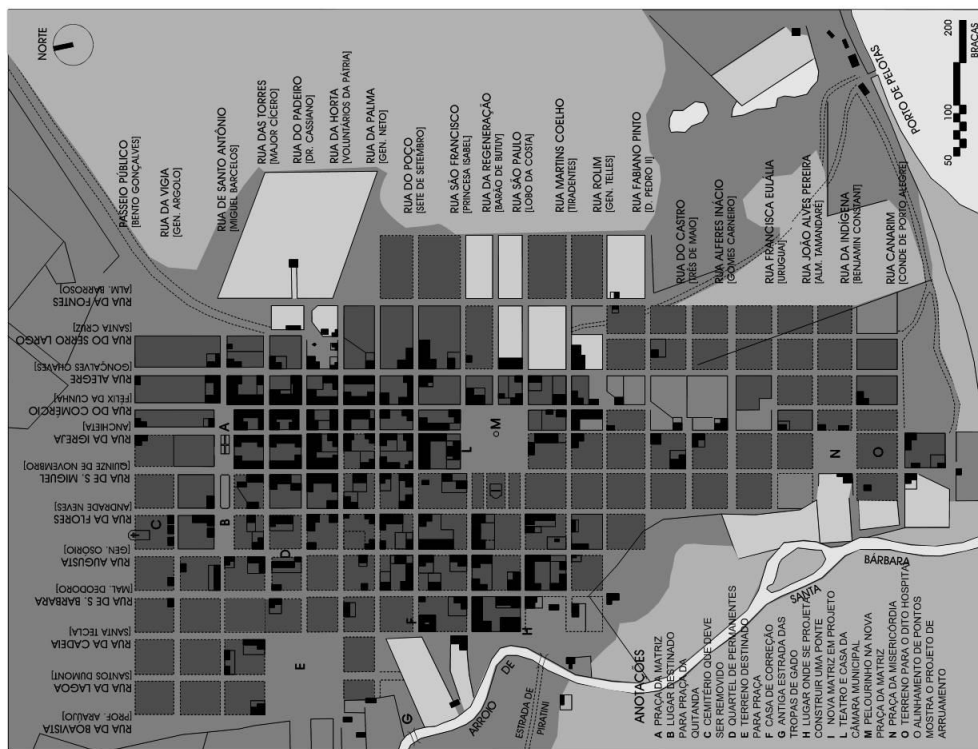 NORTE
PASSEIO PÚBLICO
[BENTO GONÇALVES]
RUA DA VIGIA
[GEN. ARGOLO]
RUA DE SANTO ANTÔNIO
[MIGUEL BARCELOS]
RUA DAS TORRES
[MAJOR CÍCERO]
RUA DO PADEIRO
[DR. CASSIANO]
RUA DA HORTA
[VOLUNTÁRIOS DA PÁTRIA]
RUA DA PALMA
[GEN. NETO]
RUA DO POÇO
[SETE DE SETEMBRO]
RUA SÃO FRANCISCO
[PRINCESA ISABEL]
RUA DA REGENERAÇÃO
[BARÃO DE BUTUY]
RUA SÃO PAULO
[LOBO DA COSTA]
RUA MARTINS COELHO
[TIRADENTES]
RUA ROLIM
[GEN. TELLES]
RUA FABIANO PINTO
[D. PEDRO II]
RUA DO CASTRO
[TRÊS DE MAIO]
RUA ALFERES INÁCIO
[GOMES CARNEIRO]
RUA FRANCISCA EULÁLIA
[URUGUAI]
RUA JOÃO ALVES PEREIRA
[ALM. TAMANDARÉ]
RUA DA INDÍGENA
[BENJAMIN CONSTANT]
RUA CANARIM
[CONDE DE PORTO ALEGRE]
PORTO DE PELOTAS
50
100
200
BRAÇAS
RUA DA FONTES
[ALM. BARROSO]
RUA DO SERRO LARGO
[SANTA CRUZ]
RUA ALEGRE
[GONÇALVES CHAVES]
RUA DO COMÉRCIO
[FÉLIX DA CUNHA]
RUA DA IGREJA
[ANCHIETA]
RUA DE S. MIGUEL
[QUINZE DE NOVEMBRO]
RUA DAS FLORES
[ANDRADE NEVES]
RUA AUGUSTA
[GEN. OSÓRIO]
RUA DE S. BÁRBARA
[MAL. DEODORO]
RUA DA CADEIA
[SANTA TECLA]
RUA DA LAGOA
[SANTOS DUMONT]
RUA DA BOAVISTA
[PROF. ARAÚJO]
A
B
C
D
E
F
G
H
L
M
N
O
ARROIO
DE
SANTA
BÁRBARA
ESTRADA DE
PIRATINI
ANOTAÇÕES
A PRAÇA DA MATRIZ
B LUGAR DESTINADO
PARA PRAÇA DA
QUITANDA
C CEMITÉRIO QUE DEVE
SER REMOVIDO
D QUARTEL DE PERMANENTES
E TERRENO DESTINADO
PARA PRAÇA
F CASA DE CORREÇÃO
G ANTIGA ESTRADA DAS
TROPAS DE GADO
H LUGAR ONDE SE PROJETA
CONSTRUIR UMA PONTE
I NOVA MATRIZ EM PROJETO
TEATRO E CASA DA
CÂMARA MUNICIPAL
M PELOURINHO NA NOVA
PRAÇA DA MATRIZ
N PRAÇA DA MISERICORDIA
O TERRENO PARA O DITO HOSPITAL
O ALINHAMENTO DE PONTOS
MOSTRA O PROJETO DE
ARRUAMENTO